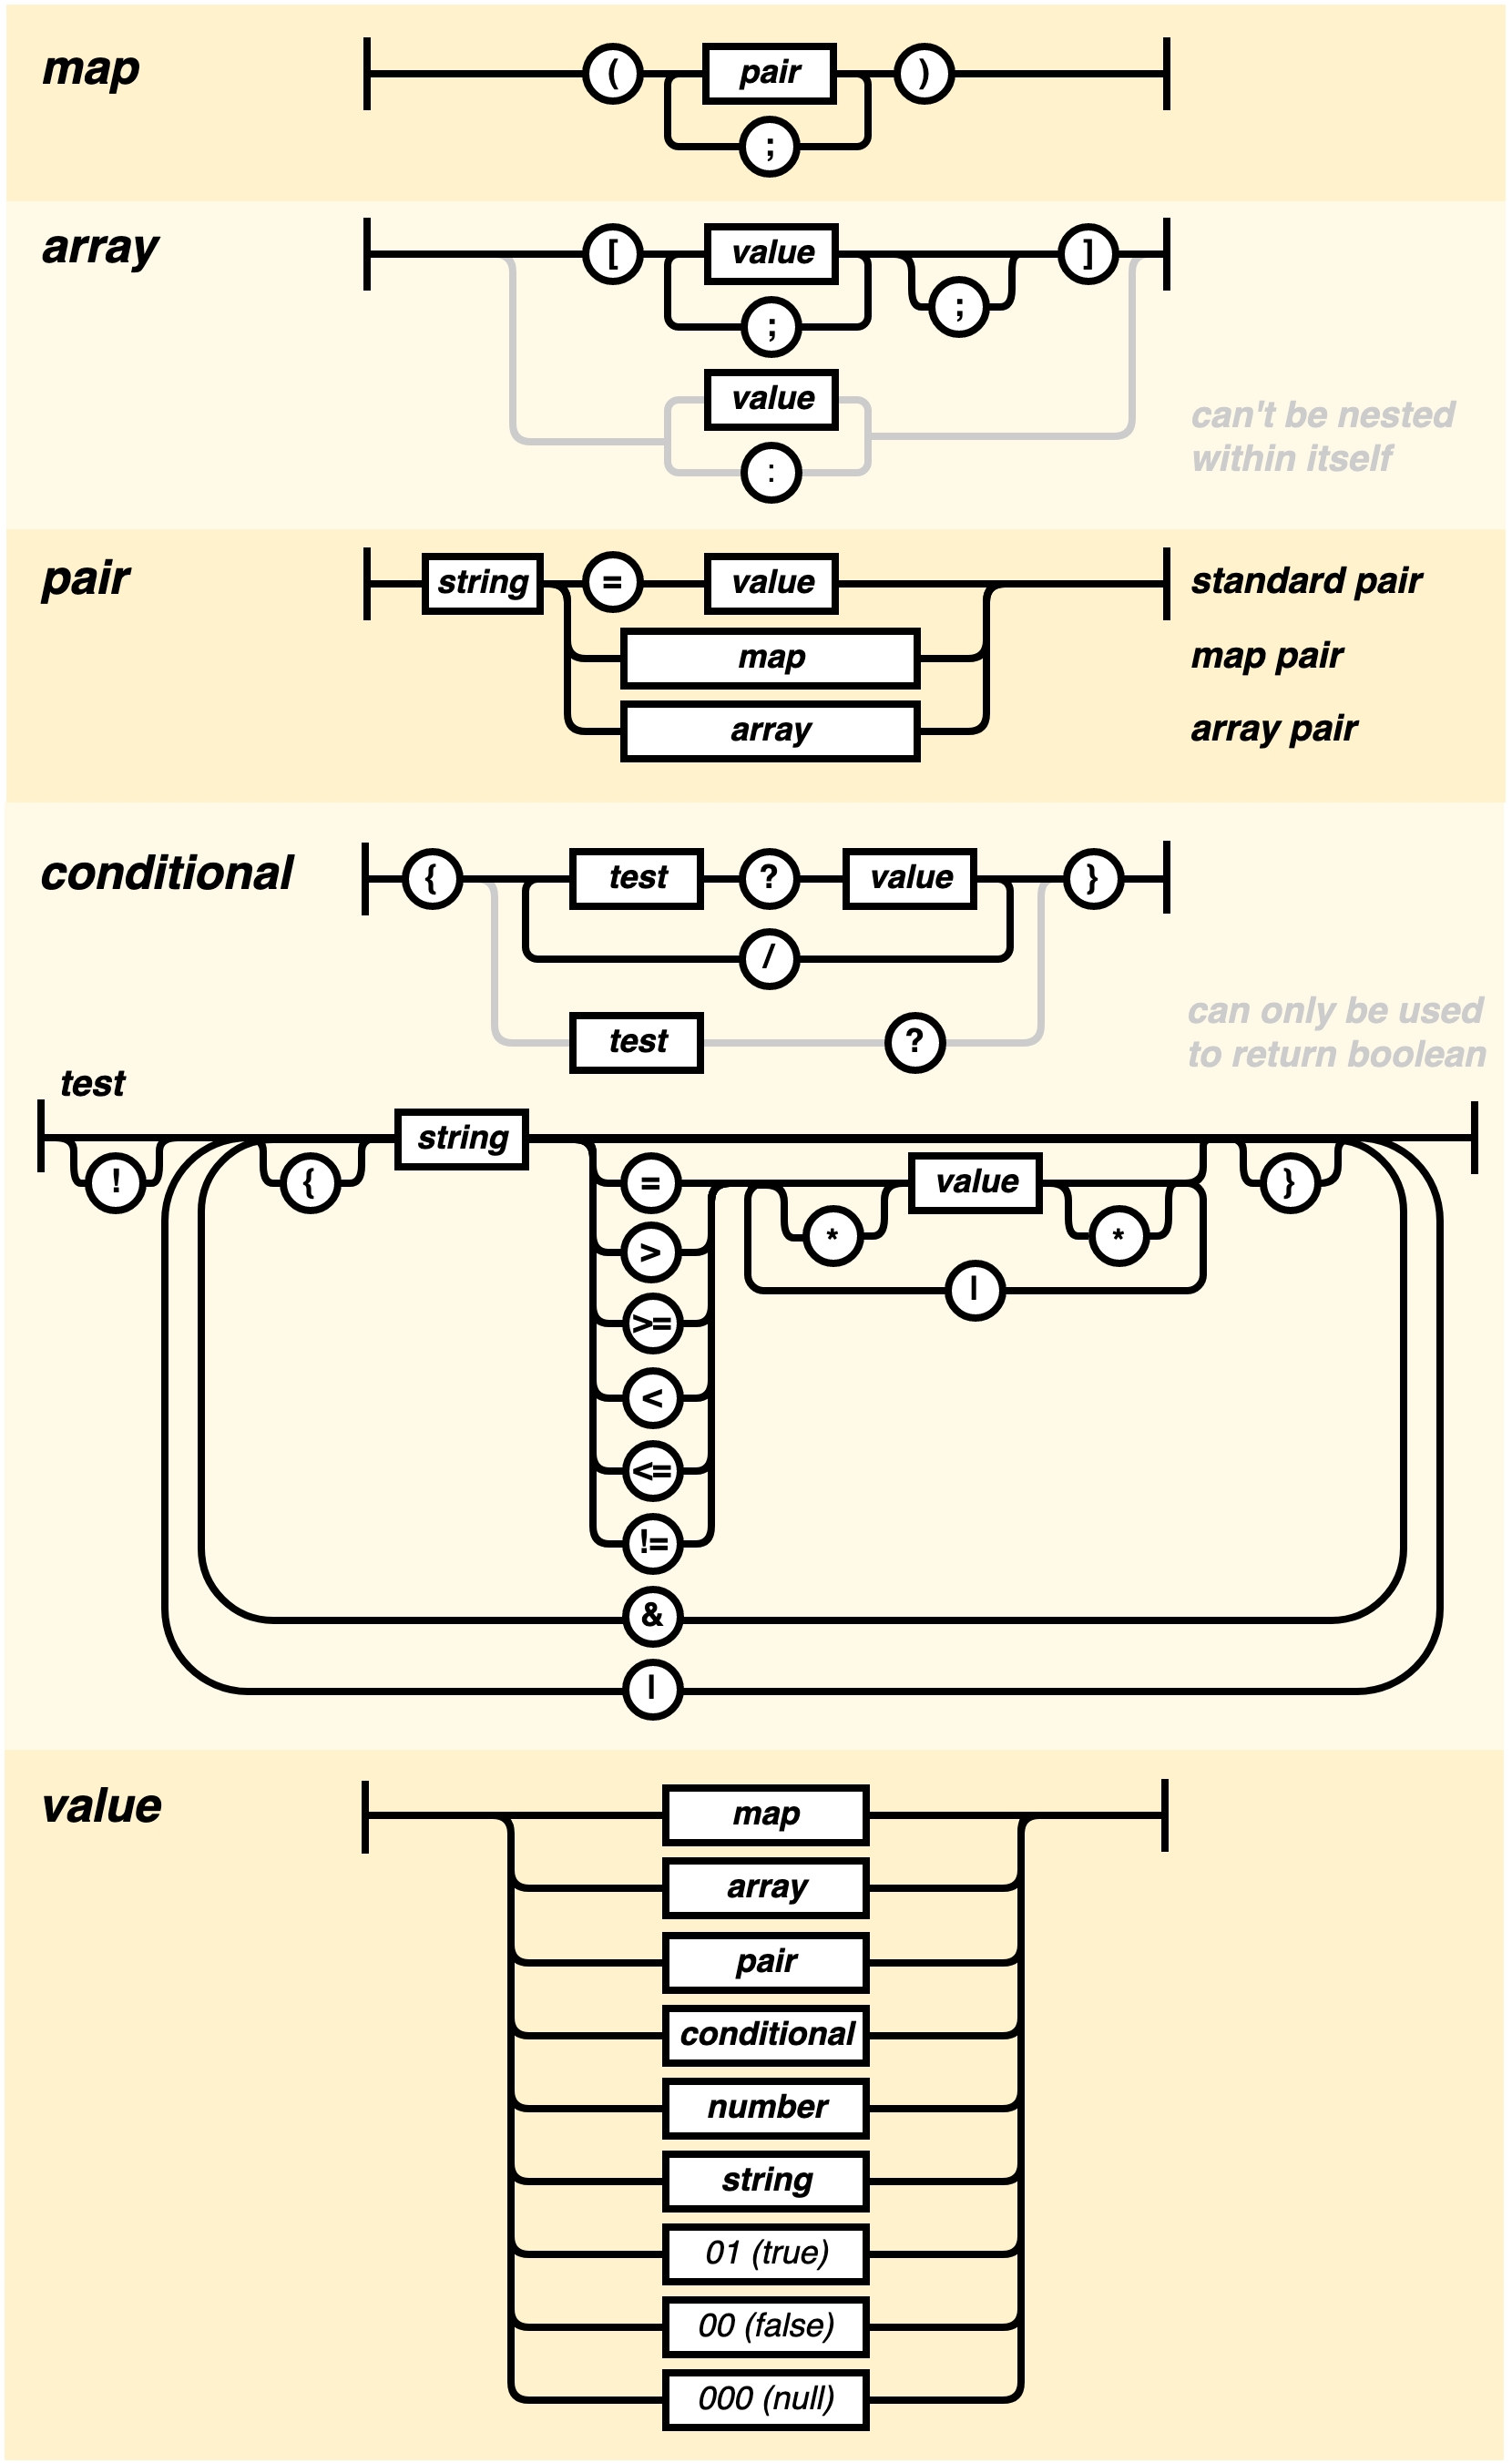 map
( pair )
;
array
[ value ; ]
;
value
:
can't be nested
within itself
pair
string = value
standard pair
map
map pair
array
array pair
conditional
{ test ? value }
/
test ?
can only be used
to return boolean
test
! { string = * value * }
>
|
>=
<
<=
!=
&
|
value
map
array
pair
conditional
number
string
01 (true)
00 (false)
000 (null)